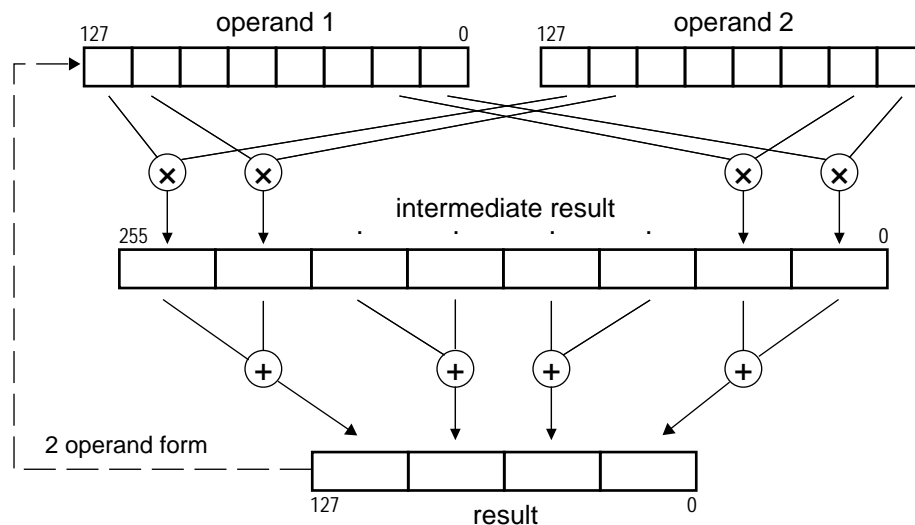 operand 1
operand 2
127
0
127
× × × ×
intermediate result
255
. . . .
0
+ + + +
2 operand form
127
0
result